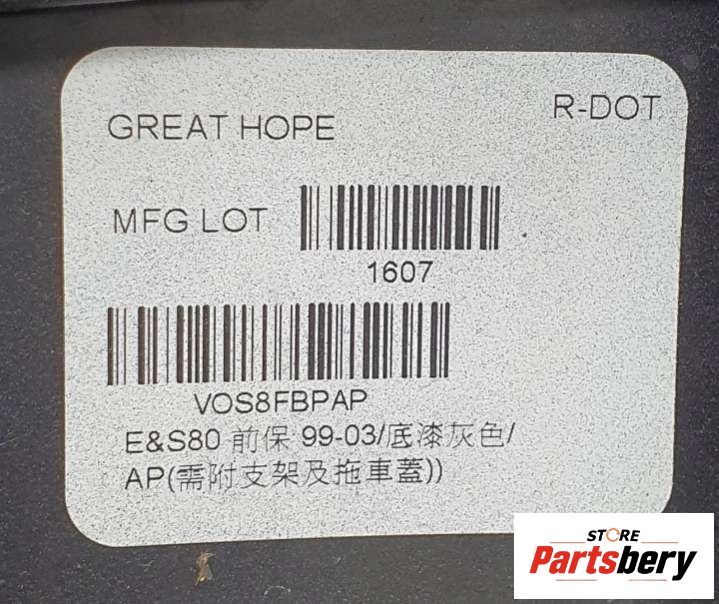 GREAT HOPE
R-DOT
MFG LOT
1607
VOS8FBPAP
E&S80 前保 99-03/底漆灰色/
AP(需附支架及拖車蓋))
STORE
Partsbery